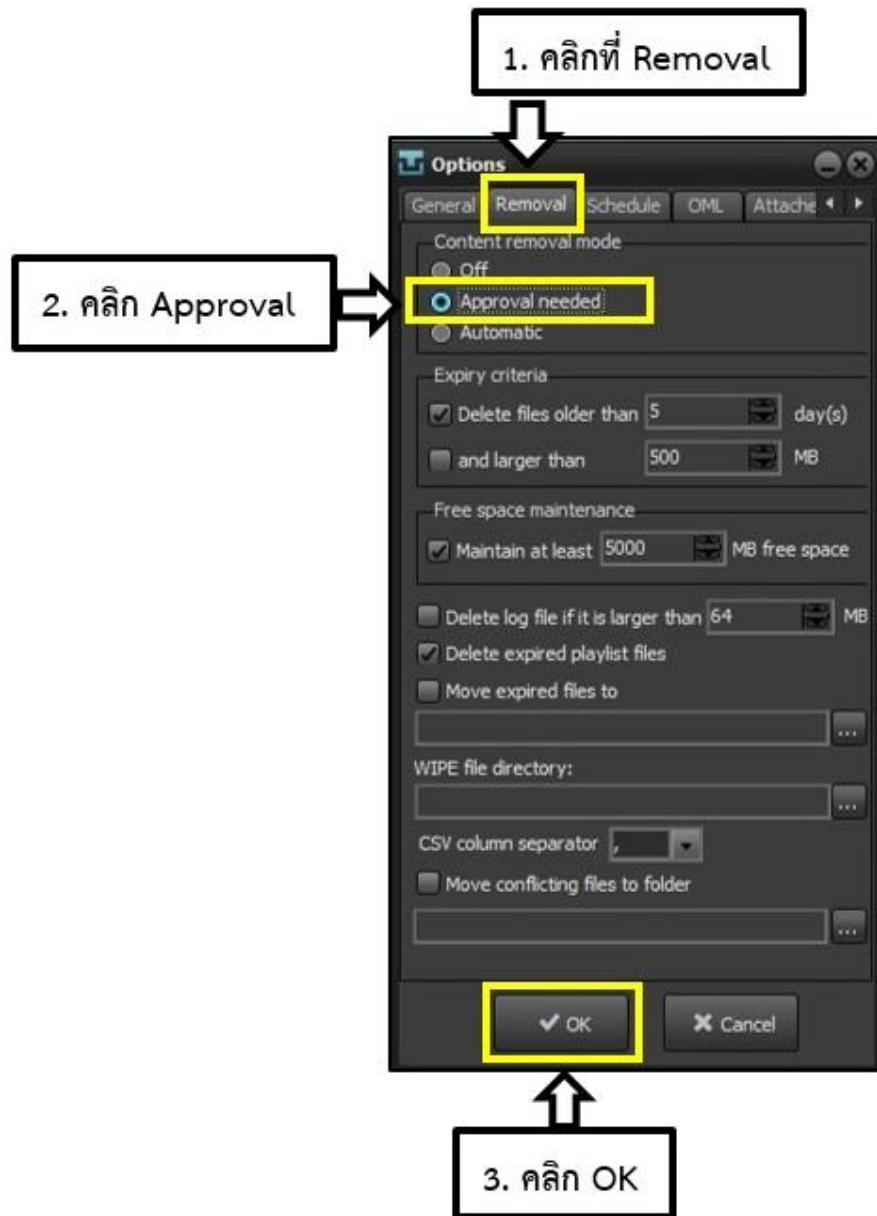 1. คลิกที่ Removal
Options
General Removal Schedule OML Attache
Content removal mode
Off
2. คลิก Approval
Approval needed
Automatic
Expiry criteria
Delete files older than 5 day(s)
and larger than 500 MB
Free space maintenance
Maintain at least 5000 MB free space
Delete log file if it is larger than 64 MB
Delete expired playlist files
Move expired files to
...
WIPE file directory:
...
CSV column separator ,
Move conflicting files to folder
...
OK Cancel
3. คลิก OK